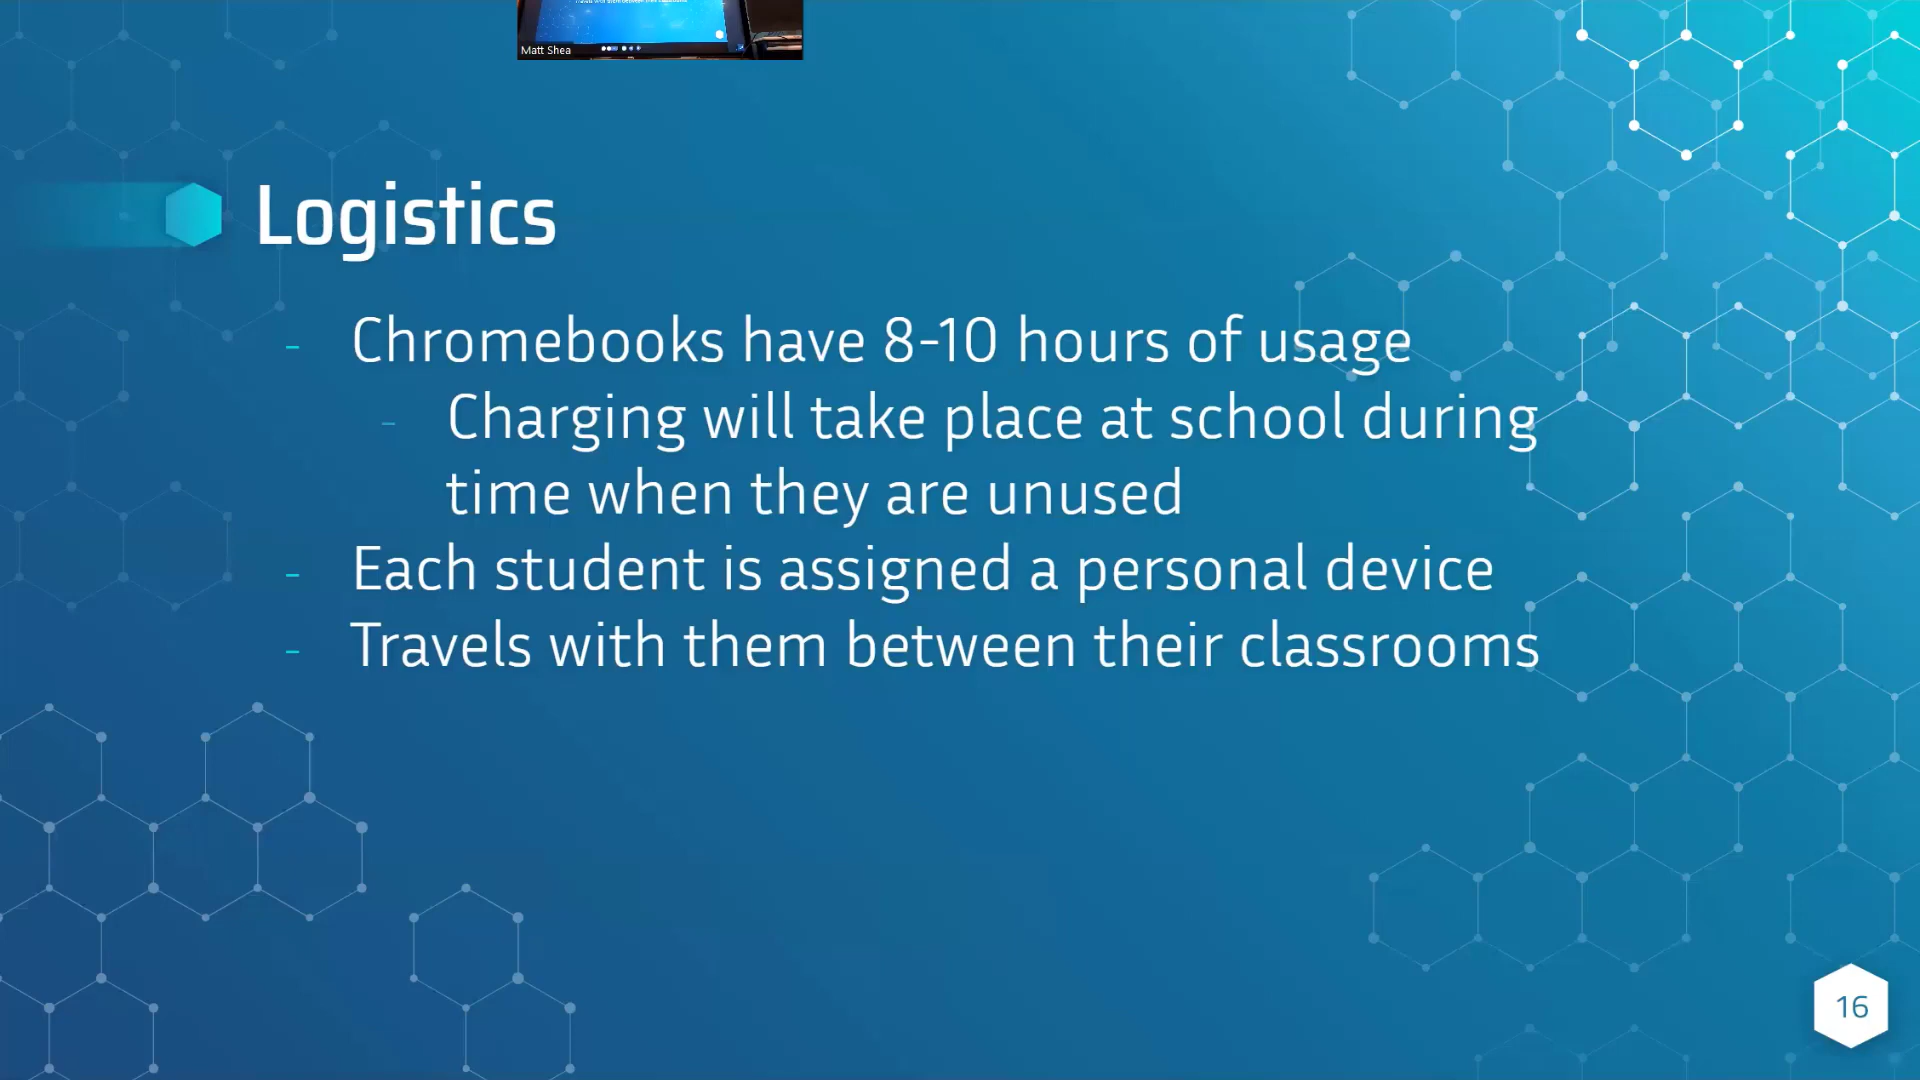 Matt Shea
Logistics
- Chromebooks have 8-10 hours of usage
- Charging will take place at school during
time when they are unused
- Each student is assigned a personal device
- Travels with them between their classrooms
16